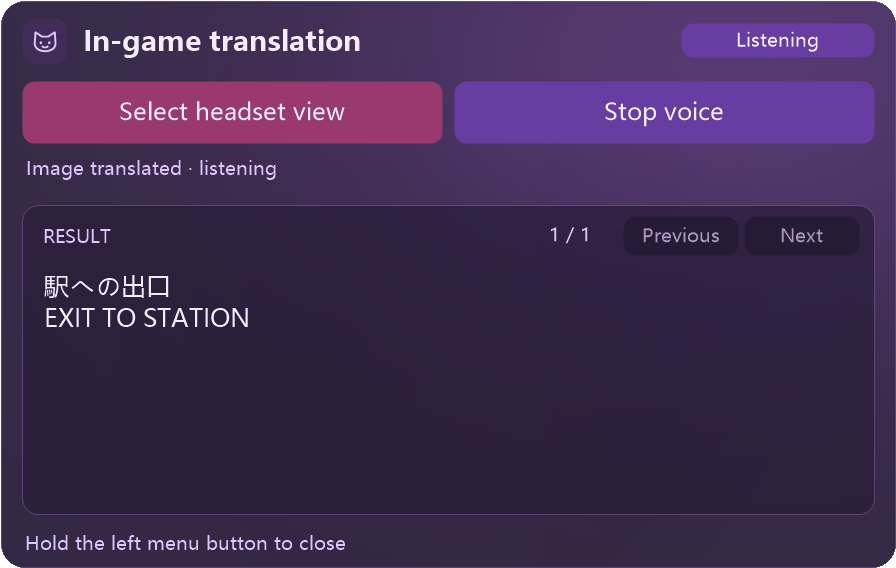 In-game translation
Listening
Select headset view
Stop voice
Image translated · listening
RESULT
1 / 1
Previous
Next
駅への出口
EXIT TO STATION
Hold the left menu button to close